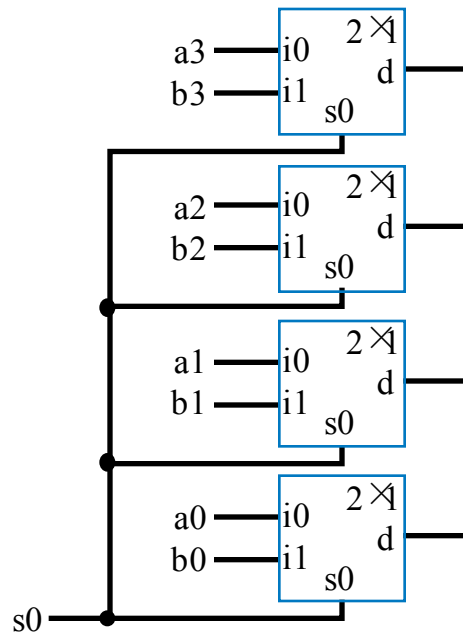 a3 i0 2×1
b3 i1 d
s0
a2 i0 2×1
b2 i1 d
s0
a1 i0 2×1
b1 i1 d
s0
a0 i0 2×1
b0 i1 d
s0
s0